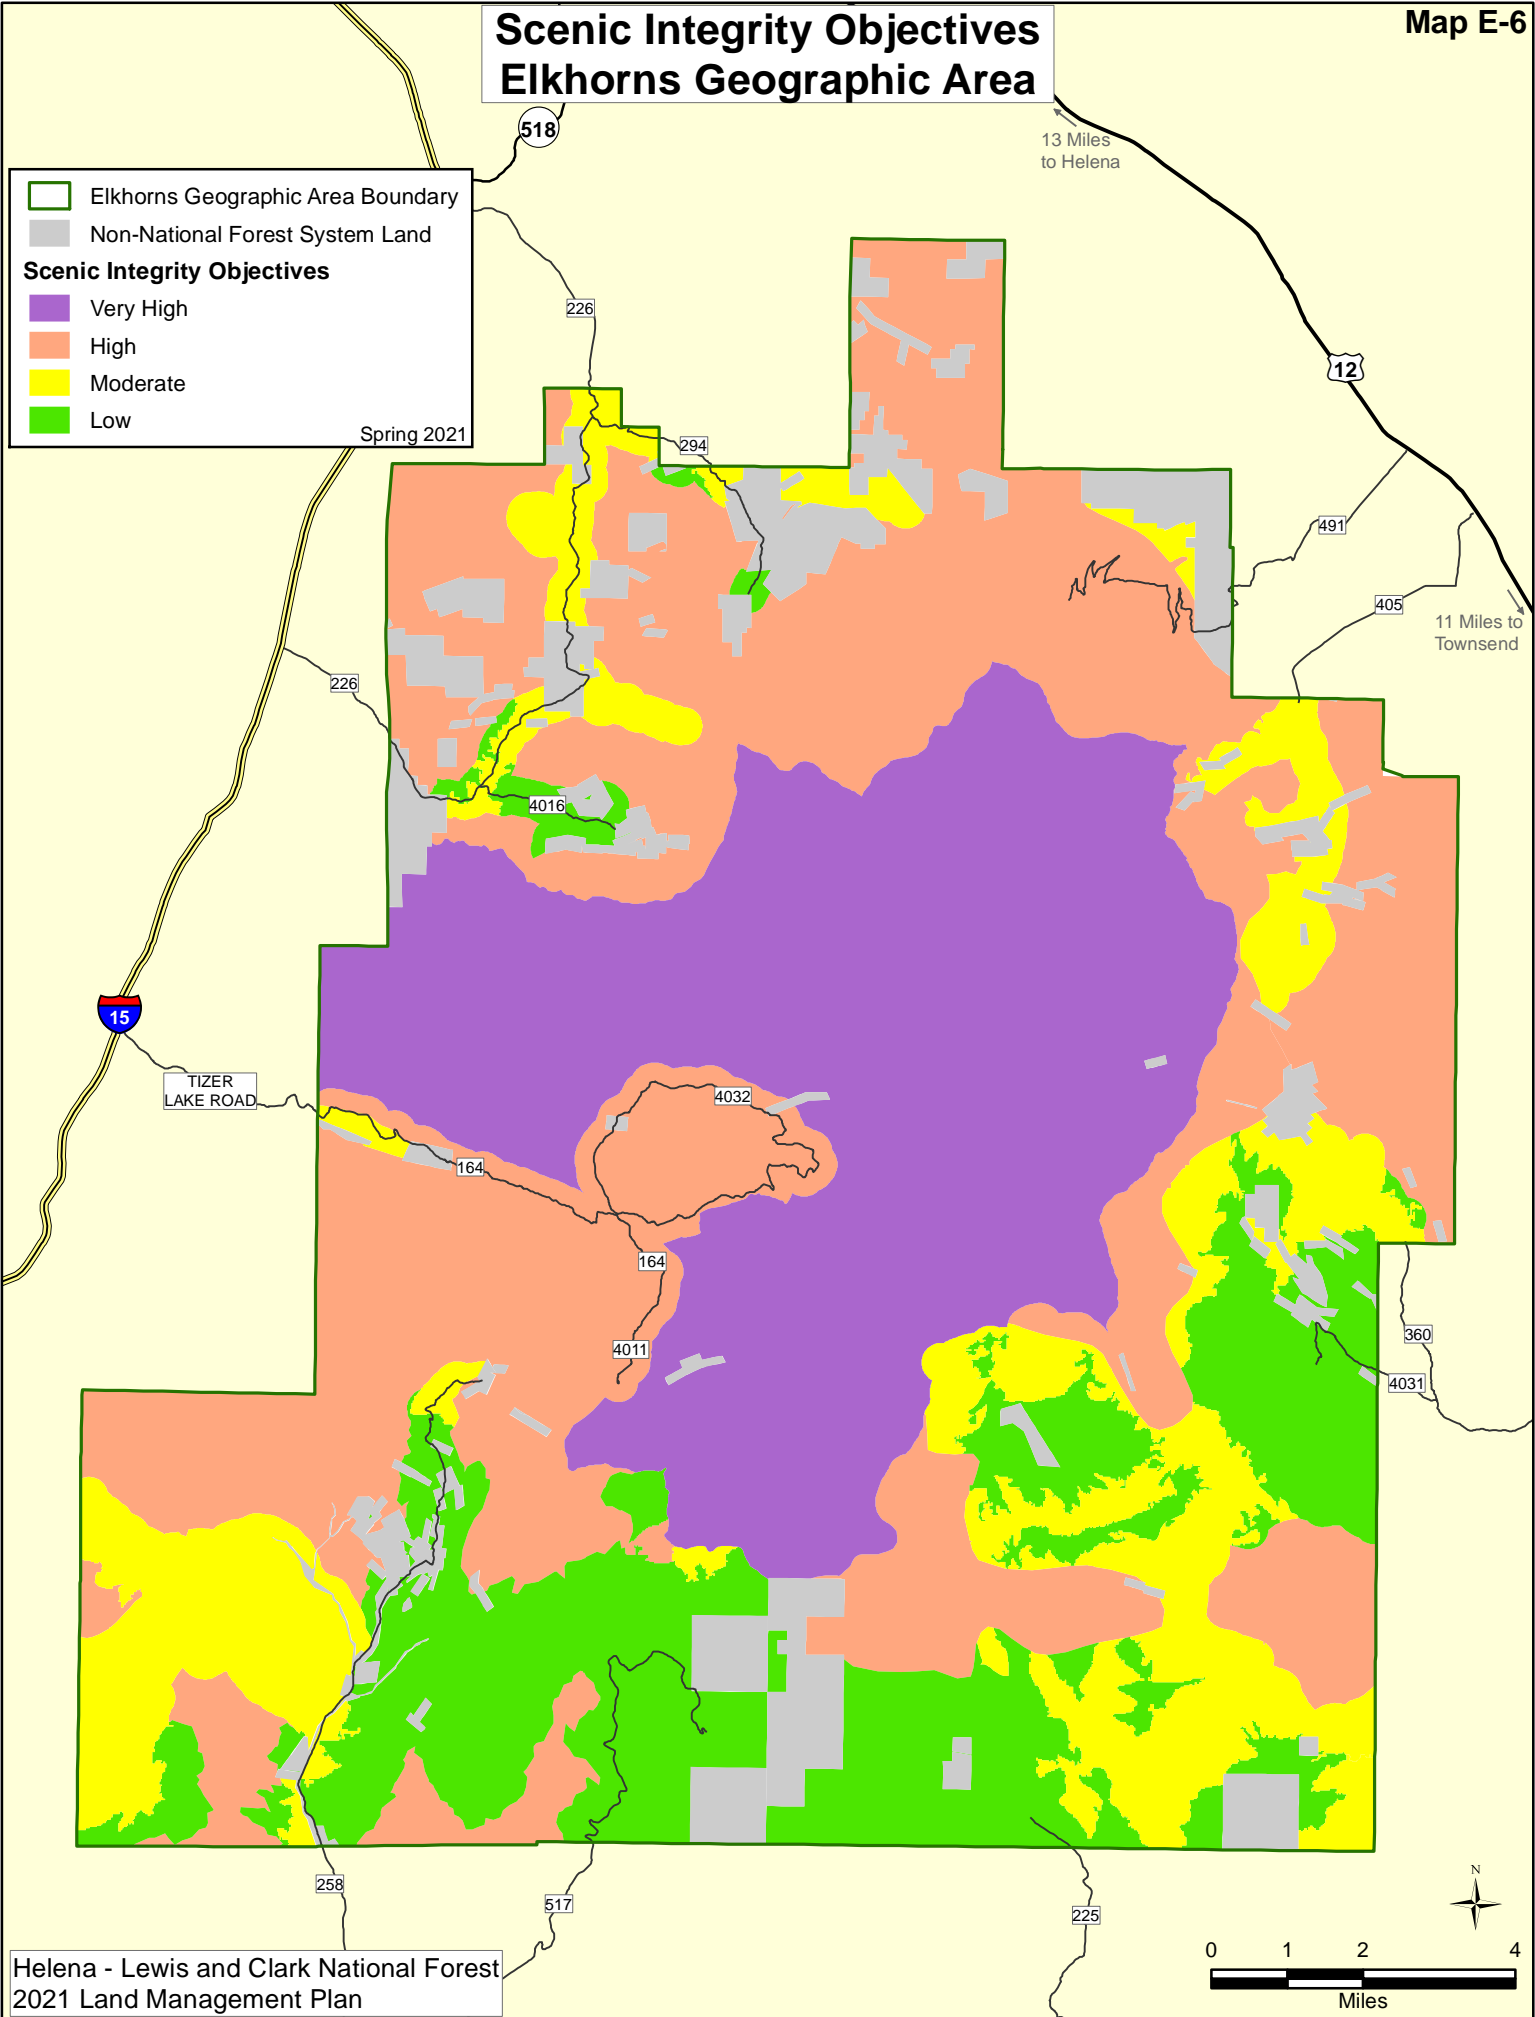 Scenic Integrity Objectives
Elkhorns Geographic Area
Map E-6
518
13 Miles
to Helena
Elkhorns Geographic Area Boundary
Non-National Forest System Land
Scenic Integrity Objectives
Very High
High
Moderate
Low
Spring 2021
226
12
294
491
405
11 Miles to
Townsend
226
4016
15
TIZER
LAKE ROAD
4032
164
164
4011
360
4031
258
517
225
N
Helena - Lewis and Clark National Forest
2021 Land Management Plan
0 1 2 4
Miles